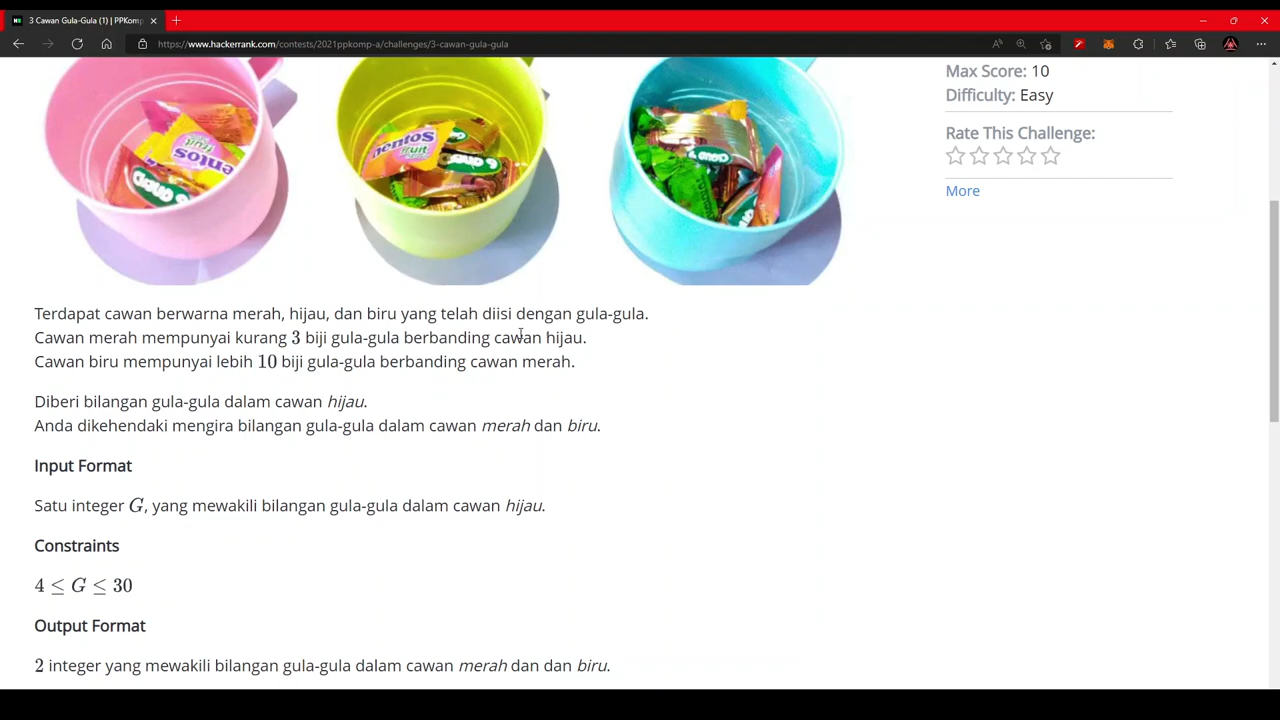 3 Cawan Gula-Gula (1) | PPKomp
https://www.hackerrank.com/contests/2021ppkomp-a/challenges/3-cawan-gula-gula
Max Score: 10
Difficulty: Easy
Rate This Challenge:
More
mentos
fruit
Terdapat cawan berwarna merah, hijau, dan biru yang telah diisi dengan gula-gula.
Cawan merah mempunyai kurang 3 biji gula-gula berbanding cawan hijau.
Cawan biru mempunyai lebih 10 biji gula-gula berbanding cawan merah.
Diberi bilangan gula-gula dalam cawan hijau.
Anda dikehendaki mengira bilangan gula-gula dalam cawan merah dan biru.
Input Format
Satu integer G, yang mewakili bilangan gula-gula dalam cawan hijau.
Constraints
4 ≤ G ≤ 30
Output Format
2 integer yang mewakili bilangan gula-gula dalam cawan merah dan dan biru.